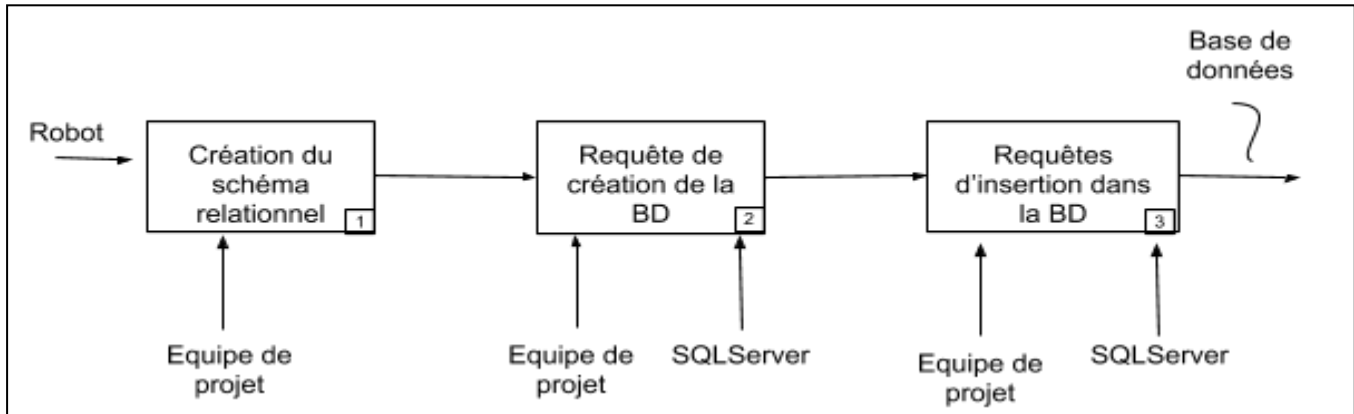 Robot
Création du
schéma
relationnel
1
Requête de
création de la
BD
2
Requêtes
d'insertion dans
la BD
3
Base de
données
Equipe de
projet
Equipe de
projet
SQLServer
Equipe de
projet
SQLServer